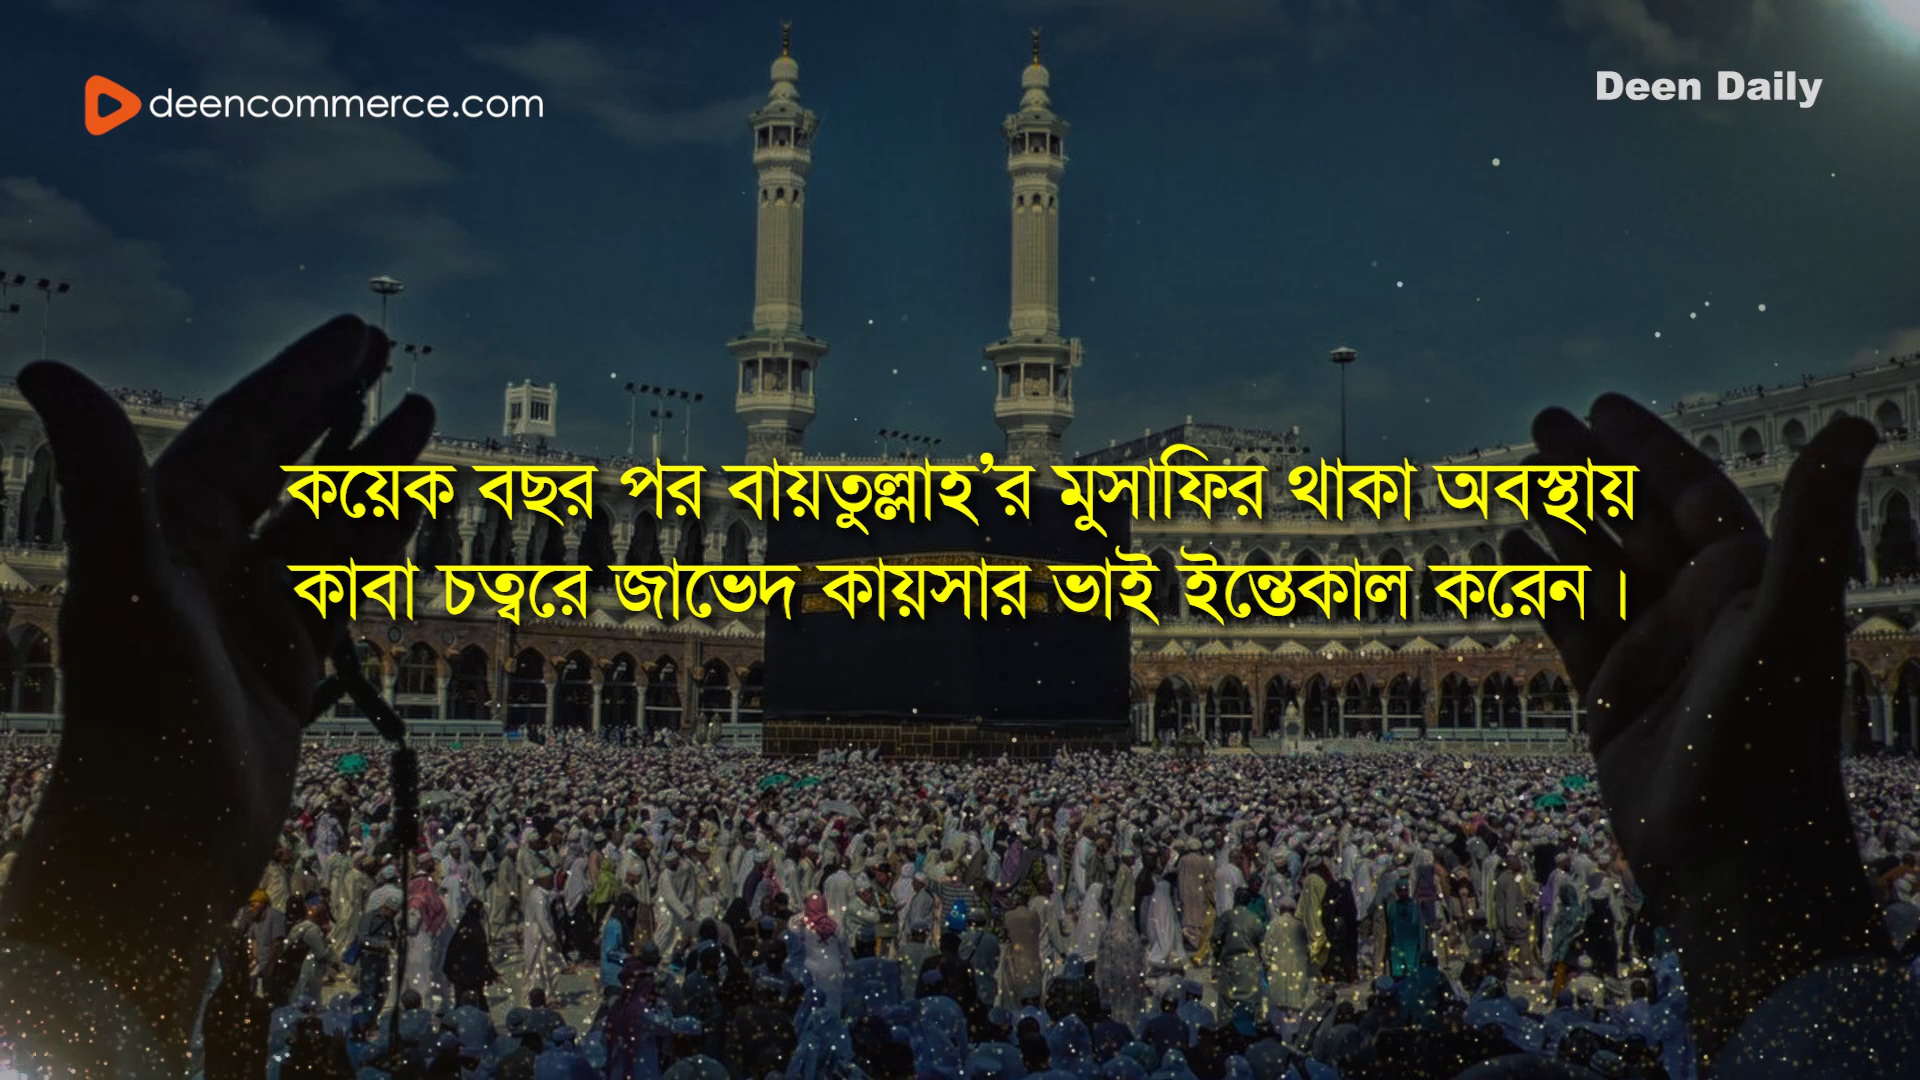 deencommerce.com
Deen Daily
কয়েক বছর পর বায়তুল্লাহ’র মুসাফির থাকা অবস্থায়
কাবা চত্বরে জাভেদ কায়সার ভাই ইন্তেকাল করেন।